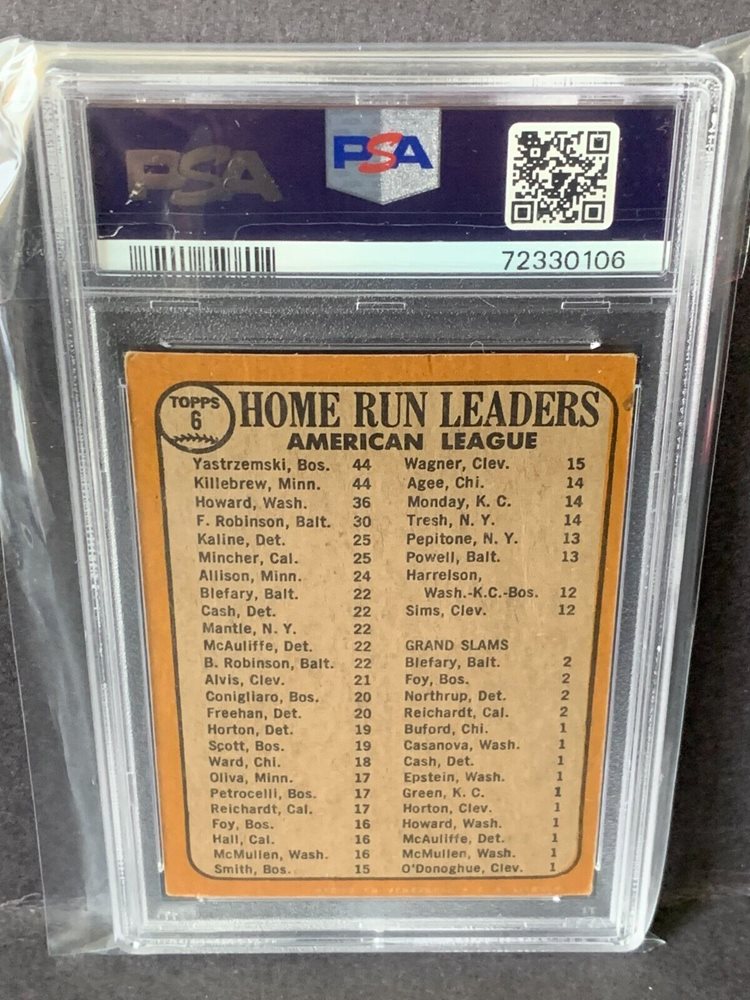 PSA
PSA
72330106
TOPPS
6
HOME RUN LEADERS
AMERICAN LEAGUE
Yastrzemski, Bos. 44
Killebrew, Minn. 44
Howard, Wash. 36
F. Robinson, Balt. 30
Kaline, Det. 25
Mincher, Cal. 25
Allison, Minn. 24
Blefary, Balt. 22
Cash, Det. 22
Mantle, N. Y. 22
McAuliffe, Det. 22
B. Robinson, Balt. 22
Alvis, Clev. 21
Conigliaro, Bos. 20
Freehan, Det. 20
Horton, Det. 19
Scott, Bos. 19
Ward, Chi. 18
Oliva, Minn. 17
Petrocelli, Bos. 17
Reichardt, Cal. 17
Foy, Bos. 16
Hall, Cal. 16
McMullen, Wash. 16
Smith, Bos. 15
Wagner, Clev. 15
Agee, Chi. 14
Monday, K. C. 14
Tresh, N. Y. 14
Pepitone, N. Y. 13
Powell, Balt. 13
Harrelson,
Wash.-K.C.-Bos. 12
Sims, Clev. 12
GRAND SLAMS
Blefary, Balt. 2
Foy, Bos. 2
Northrup, Det. 2
Reichardt, Cal. 2
Buford, Chi. 1
Casanova, Wash. 1
Cash, Det. 1
Epstein, Wash. 1
Green, K. C. 1
Horton, Clev. 1
Howard, Wash. 1
McAuliffe, Det. 1
McMullen, Wash. 1
O'Donoghue, Clev. 1